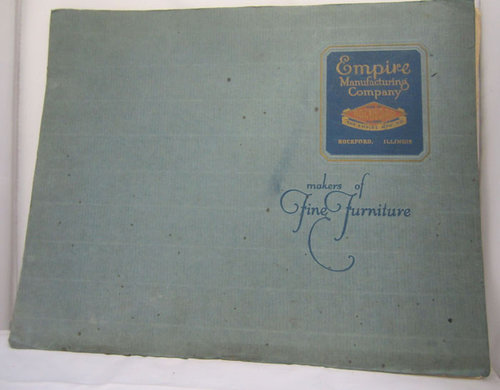 Empire
Manufacturing
Company
ROCKFORD, ILLINOIS
makers of
Fine Furniture